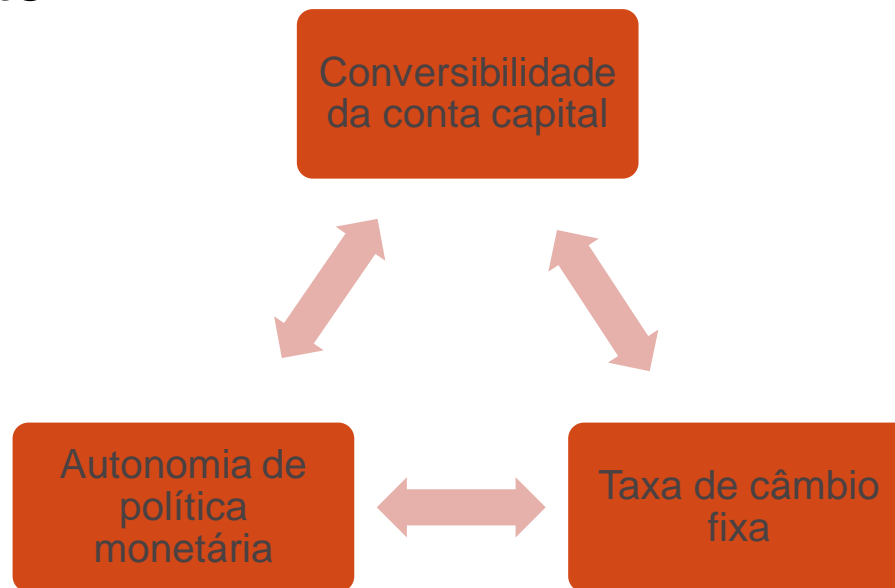 Conversibilidade
da conta capital
Autonomia de
política
monetária
Taxa de câmbio
fixa